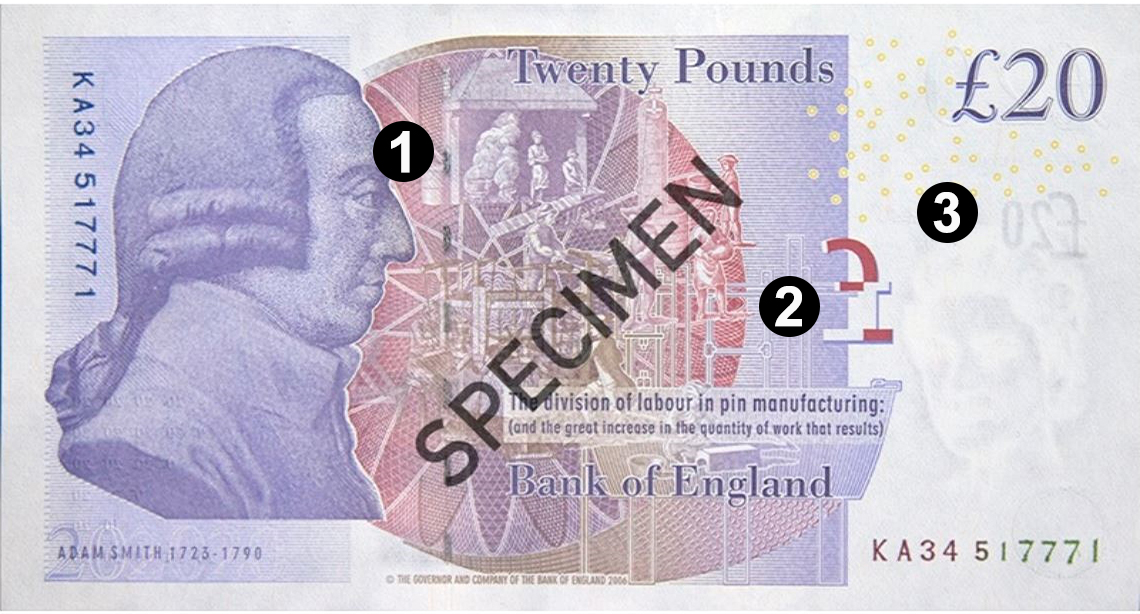 Twenty Pounds
£20
KA34 517771
1
2
3
£20
SPECIMEN
The division of labour in pin manufacturing:
(and the great increase in the quantity of work that results)
Bank of England
20
ADAM SMITH 1723-1790
KA34 517771
© THE GOVERNOR AND COMPANY OF THE BANK OF ENGLAND 2006